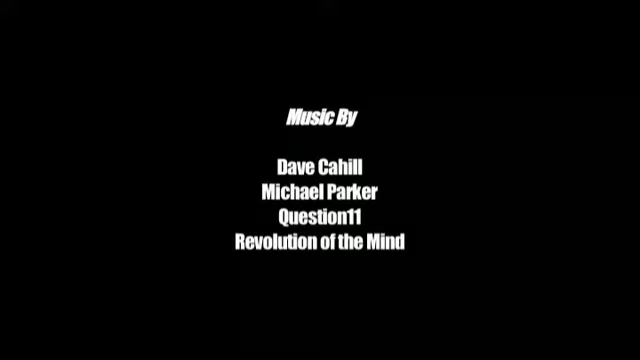 Music By
Dave Cahill
Michael Parker
Question11
Revolution of the Mind